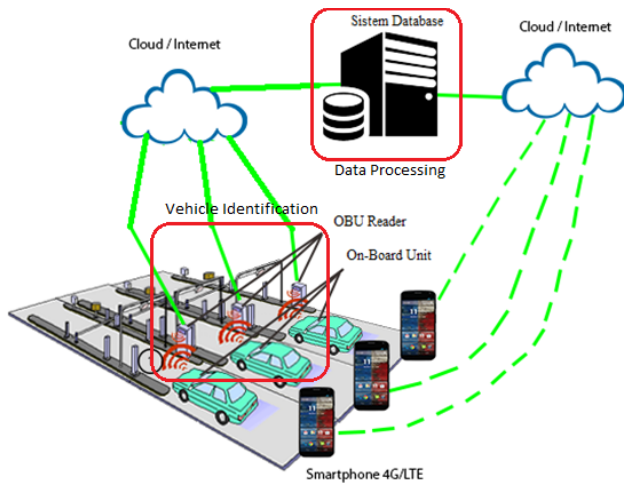 Sistem Database
Cloud / Internet
Cloud / Internet
Data Processing
Vehicle Identification
OBU Reader
On-Board Unit
Smartphone 4G/LTE